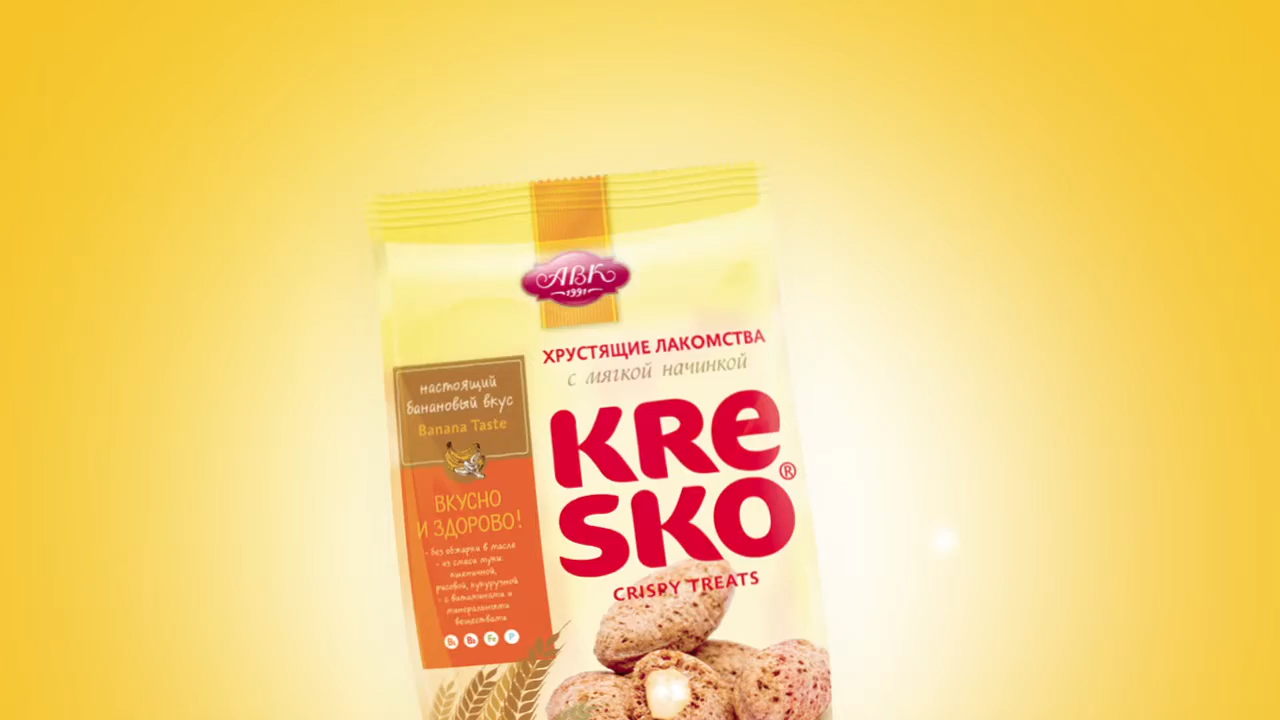 АВК
1991
ХРУСТЯЩИЕ ЛАКОМСТВА
с мягкой начинкой
KRe
SKO®
CRISPY TREATS
настоящий
банановый вкус
Banana Taste
ВКУСНО
И ЗДОРОВО!
- без обжарки в масле
- из смеси муки:
пшеничной,
рисовой, кукурузной
- с витаминами и
минеральными
веществами
Fe P